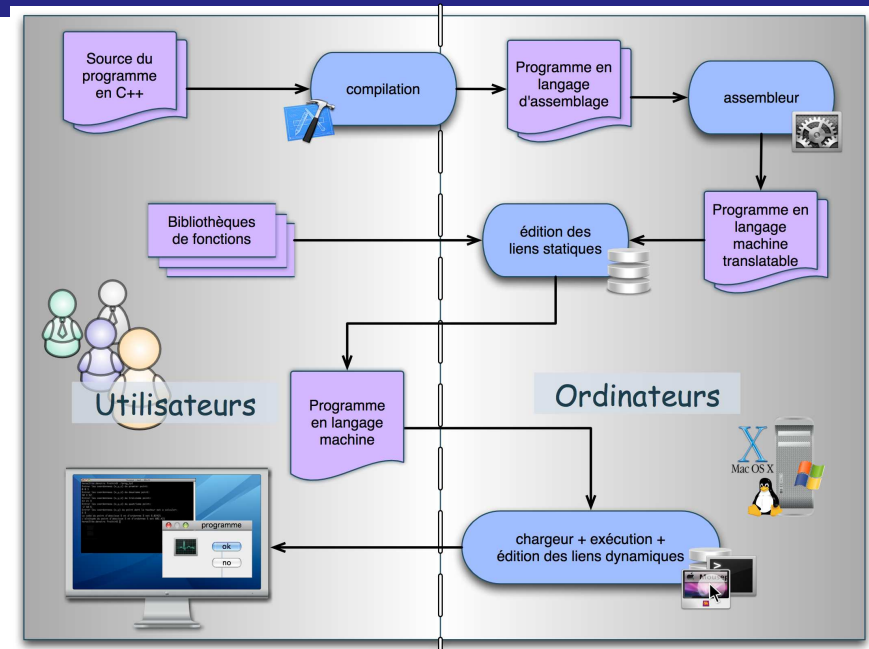 Source du
programme
en C++
compilation
Programme en
langage
d'assemblage
assembleur
Bibliothèques
de fonctions
édition des
liens statiques
Programme en
langage
machine
translatable
Utilisateurs
Ordinateurs
Programme
en langage
machine
Mac OS X
programme
ok
no
chargeur + exécution +
édition des liens dynamiques